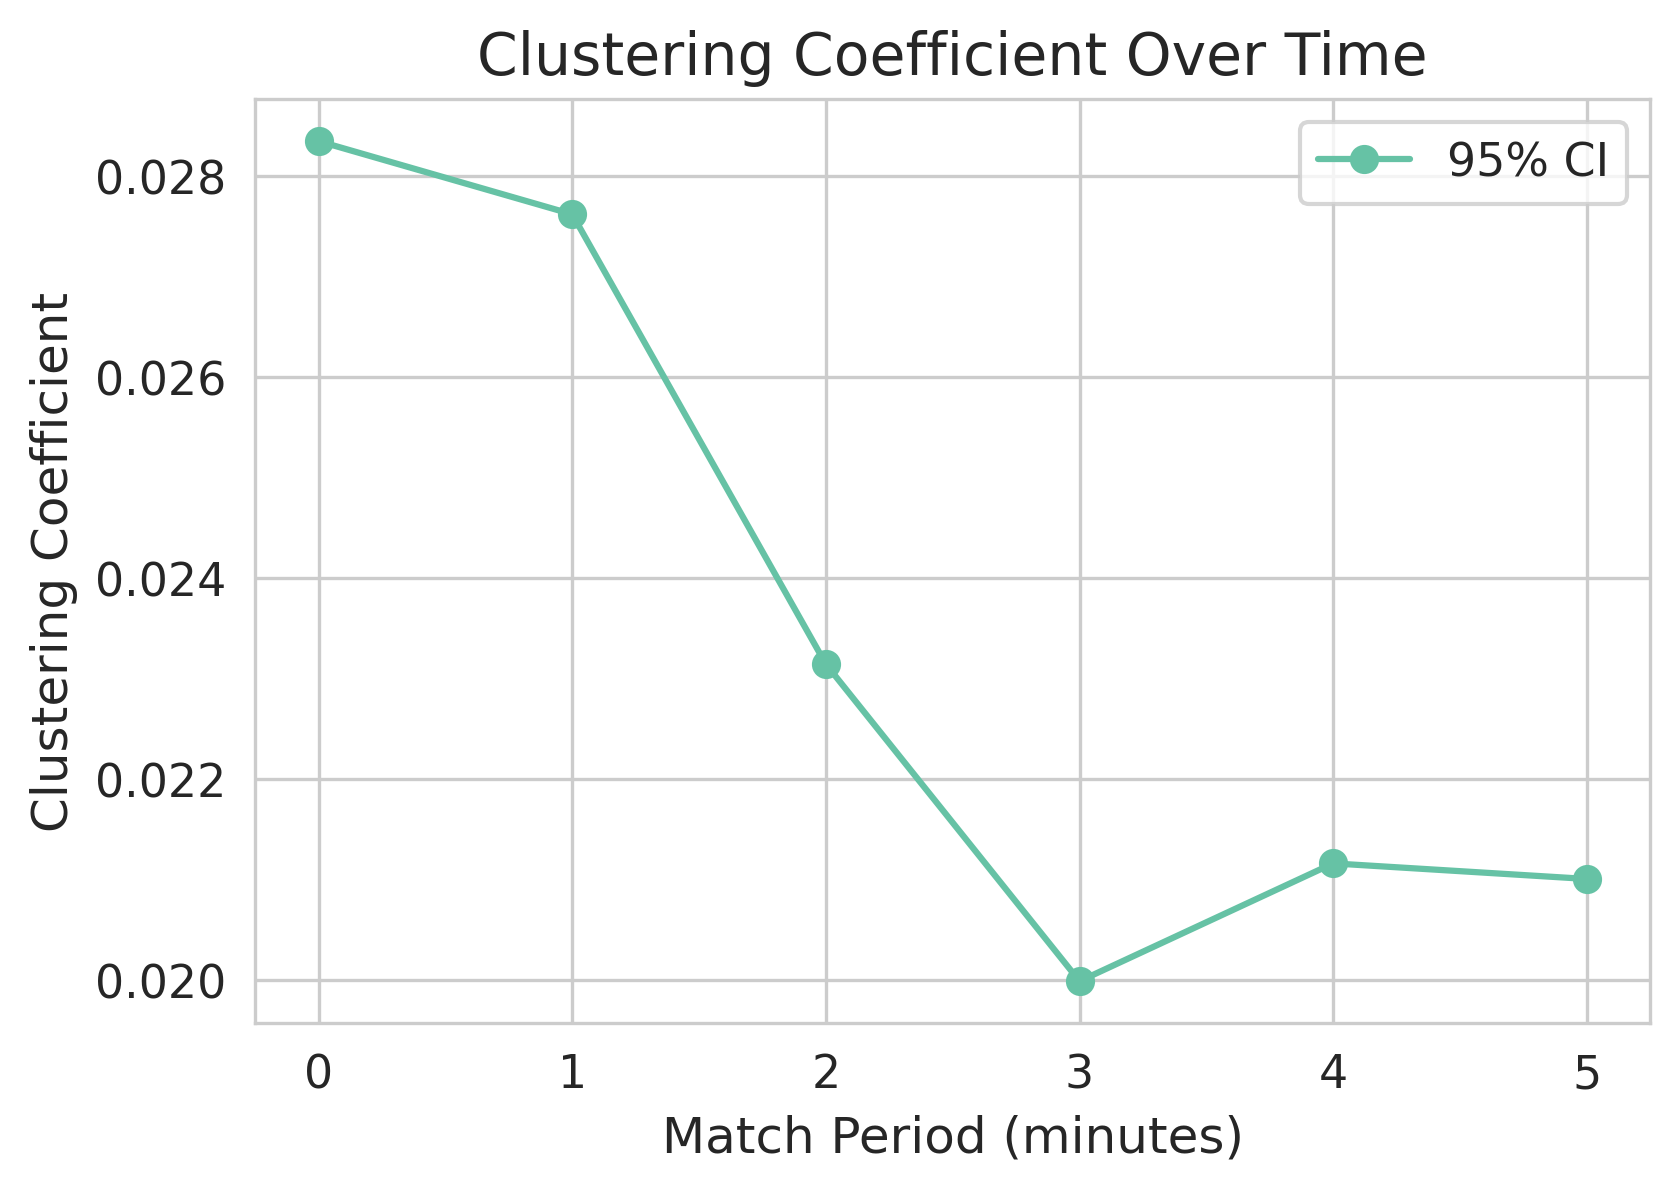 Clustering Coefficient Over Time
95% CI
Clustering Coefficient
0.028
0.026
0.024
0.022
0.020
0 1 2 3 4 5
Match Period (minutes)